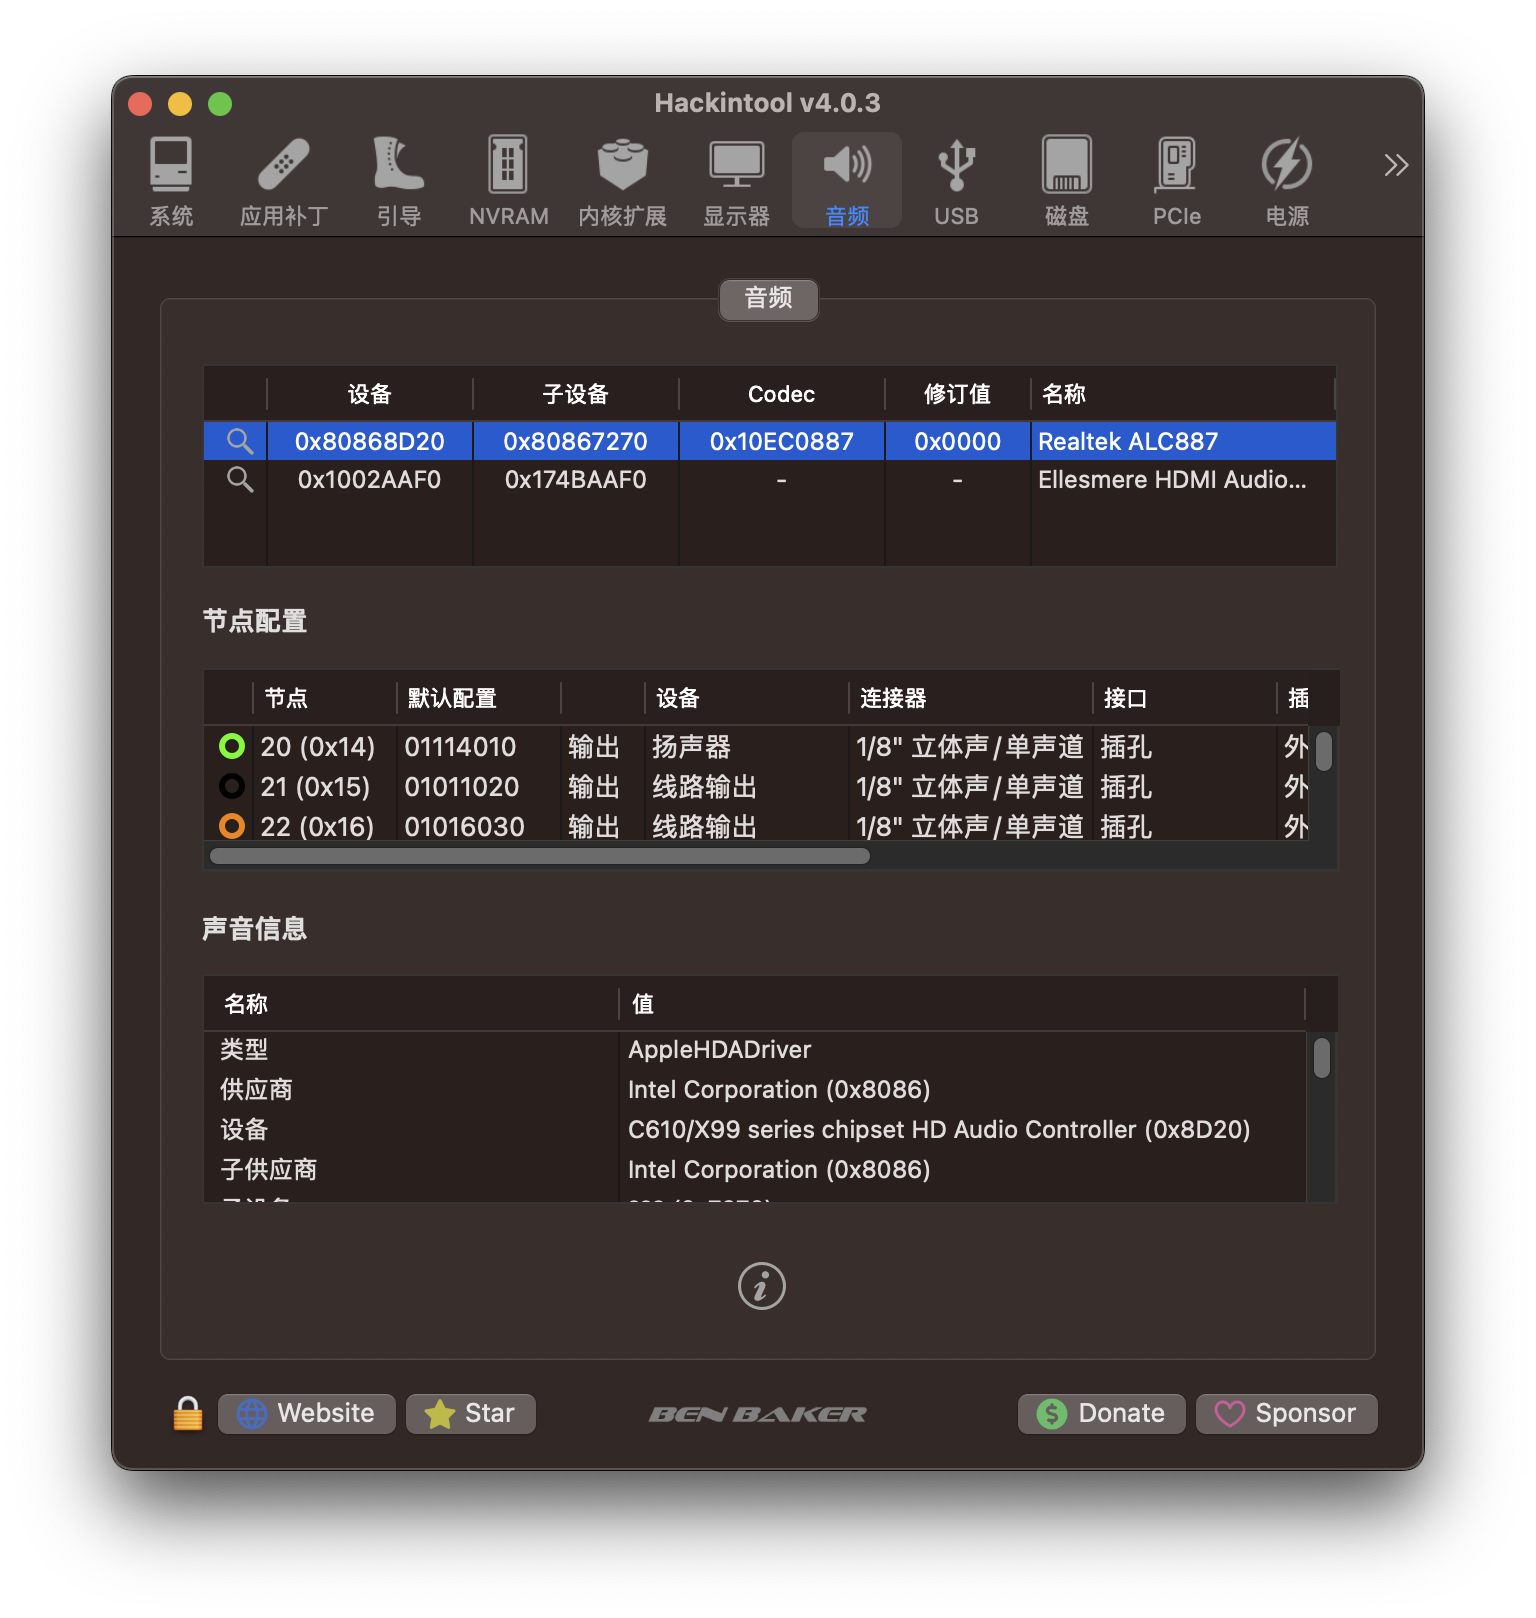 Hackintool v4.0.3
系统 应用补丁 引导 NVRAM 内核扩展 显示器 音频 USB 磁盘 PCIe 电源
音频
设备 子设备 Codec 修订值 名称
0x80868D20 0x80867270 0x10EC0887 0x0000 Realtek ALC887
0x1002AAF0 0x174BAAF0 - - Ellesmere HDMI Audio...
节点配置
节点 默认配置 设备 连接器 接口 插
20 (0x14) 01114010 输出 扬声器 1/8" 立体声/单声道 插孔 外
21 (0x15) 01011020 输出 线路输出 1/8" 立体声/单声道 插孔 外
22 (0x16) 01016030 输出 线路输出 1/8" 立体声/单声道 插孔 外
声音信息
名称 值
类型 AppleHDADriver
供应商 Intel Corporation (0x8086)
设备 C610/X99 series chipset HD Audio Controller (0x8D20)
子供应商 Intel Corporation (0x8086)
Website Star BEN BAKER Donate Sponsor